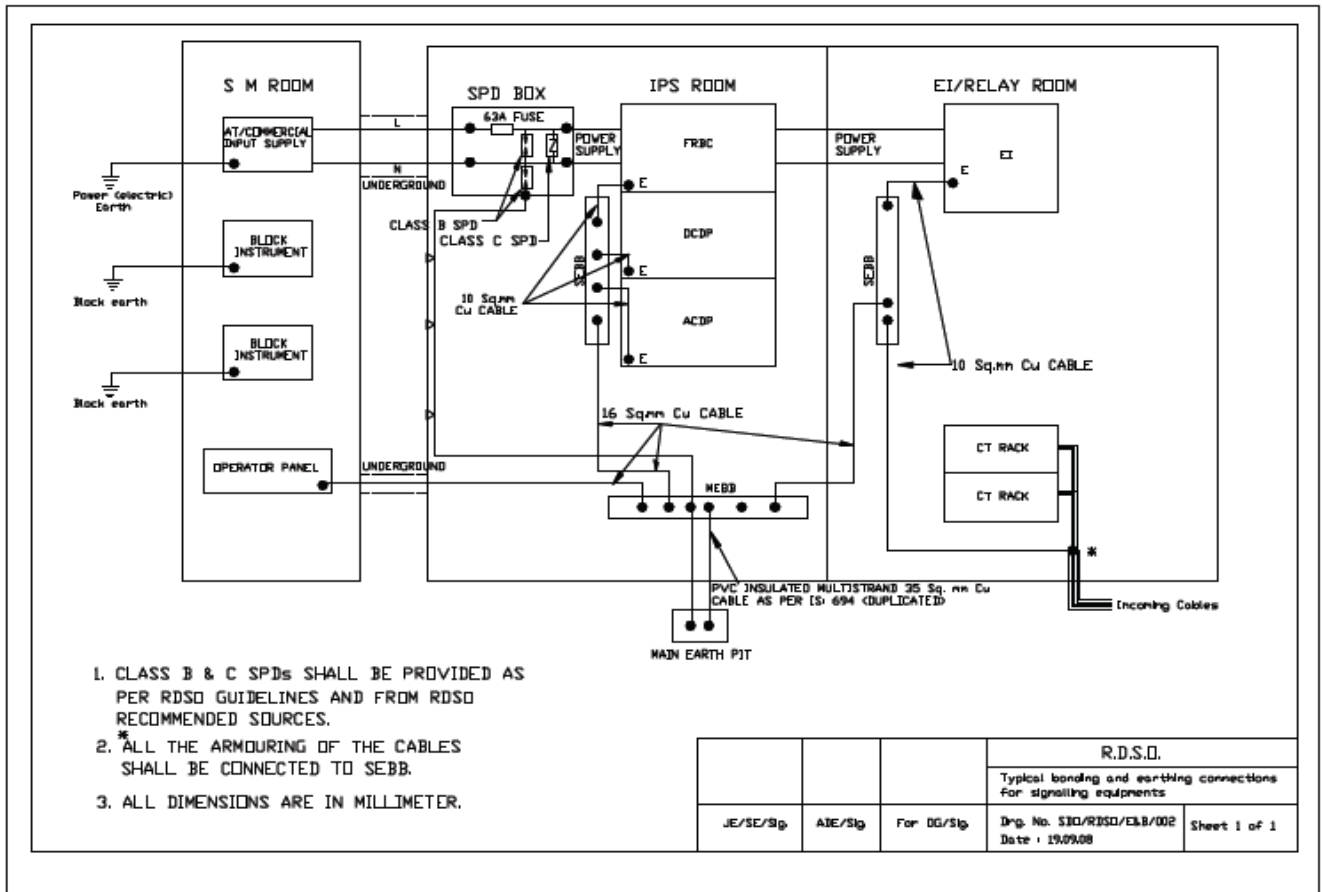 S M ROOM
IPS ROOM
EI/RELAY ROOM
SPD BOX
63A FUSE
AT/COMMERCIAL
INPUT SUPPLY
L
N
UNDERGROUND
POWER
SUPPLY
FRBC
POWER
SUPPLY
EI
E
E
Power (electric)
Earth
CLASS B SPD
CLASS C SPD
BLOCK
INSTRUMENT
Block earth
SEBB
DCDP
E
SEBB
10 Sq.mm
Cu CABLE
ACDP
E
BLOCK
INSTRUMENT
Block earth
10 Sq.mm Cu CABLE
16 Sq.mm Cu CABLE
OPERATOR PANEL
UNDERGROUND
MEBB
CT RACK
CT RACK
*
PVC INSULATED MULTISTRAND 35 Sq. mm Cu
CABLE AS PER IS: 694 (DUPLICATED)
Incoming Cables
MAIN EARTH PIT
1. CLASS B & C SPDs SHALL BE PROVIDED AS
PER RDSO GUIDELINES AND FROM RDSO
RECOMMENDED SOURCES.
*
2. ALL THE ARMOURING OF THE CABLES
SHALL BE CONNECTED TO SEBB.
3. ALL DIMENSIONS ARE IN MILLIMETER.
R.D.S.O.
Typical bonding and earthing connections
for signalling equipments
JE/SE/Sig.
ADE/Sig.
For DG/Sig.
Drg. No. SDO/RDSO/E&B/002
Date : 19.09.08
Sheet 1 of 1